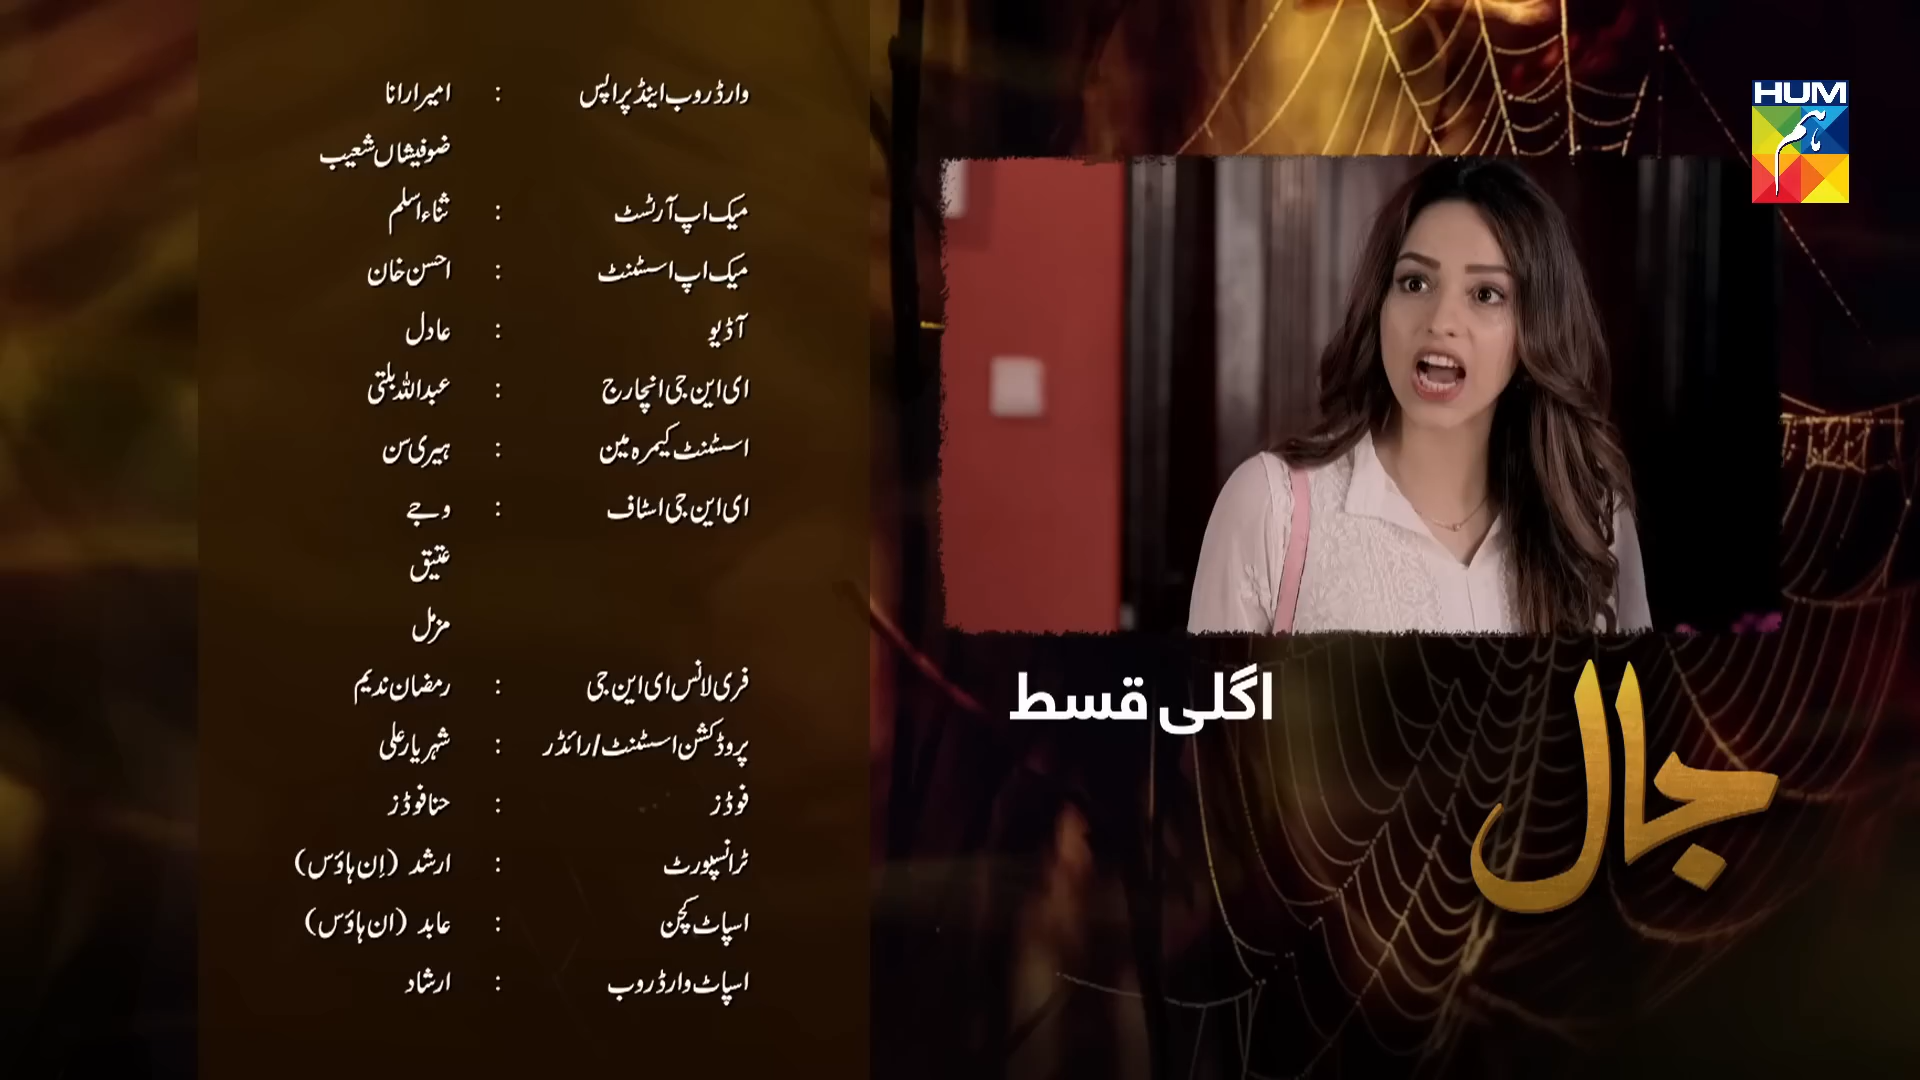 وارڈروب اینڈ پراپس : امیر رانا
ضوفیشاں شعیب
میک اپ آرٹسٹ : ثناء اسلم
میک اپ اسسٹنٹ : احسن خان
آڈیو : عادل
ای این جی انچارج : عبداللہ بلتی
اسسٹنٹ کیمرہ مین : ہیری سن
ای این جی اسٹاف : وجے
عتیق
مزمل
فری لانس ای این جی : رمضان ندیم
پروڈکشن اسسٹنٹ/رائڈر : شہریار علی
فوڈز : حنا فوڈز
ٹرانسپورٹ : ارشد (اِن ہاؤس)
اسپاٹ کچن : عابد (ان ہاؤس)
اسپاٹ وارڈروب : ارشاد
HUM
ہم
اگلی قسط
جال